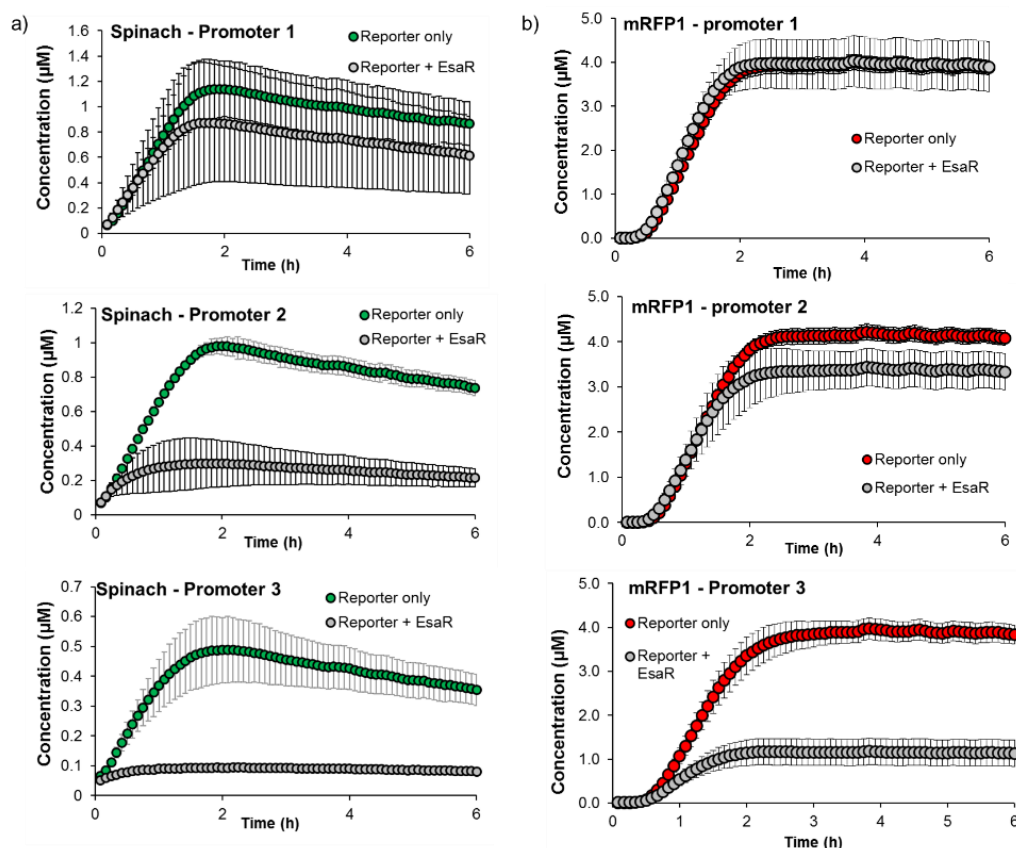 a)
Spinach - Promoter 1
Concentration (µM)
1.6
1.4
1.2
1
0.8
0.6
0.4
0.2
0
0
2
4
6
Time (h)
Reporter only
Reporter + EsaR
Spinach - Promoter 2
Concentration (µM)
1.2
1
0.8
0.6
0.4
0.2
0
0
2
4
6
Time (h)
Reporter only
Reporter + EsaR
Spinach - Promoter 3
Concentration (µM)
0.7
0.6
0.5
0.4
0.3
0.2
0.1
0
0
2
4
6
Time (h)
Reporter only
Reporter + EsaR
b)
mRFP1 - promoter 1
Concentration (µM)
5.0
4.0
3.0
2.0
1.0
0.0
0
2
4
6
Time (h)
Reporter only
Reporter + EsaR
mRFP1 - promoter 2
Concentration (µM)
5.0
4.0
3.0
2.0
1.0
0.0
0
2
4
6
Time (h)
Reporter only
Reporter + EsaR
mRFP1 - Promoter 3
Concentration (µM)
5.0
4.0
3.0
2.0
1.0
0.0
0
1
2
3
4
5
6
Time (h)
Reporter only
Reporter +
EsaR